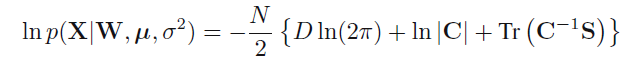 ln p(X|W, μ, σ²) = −N/2 {D ln(2π) + ln |C| + Tr (C⁻¹S)}